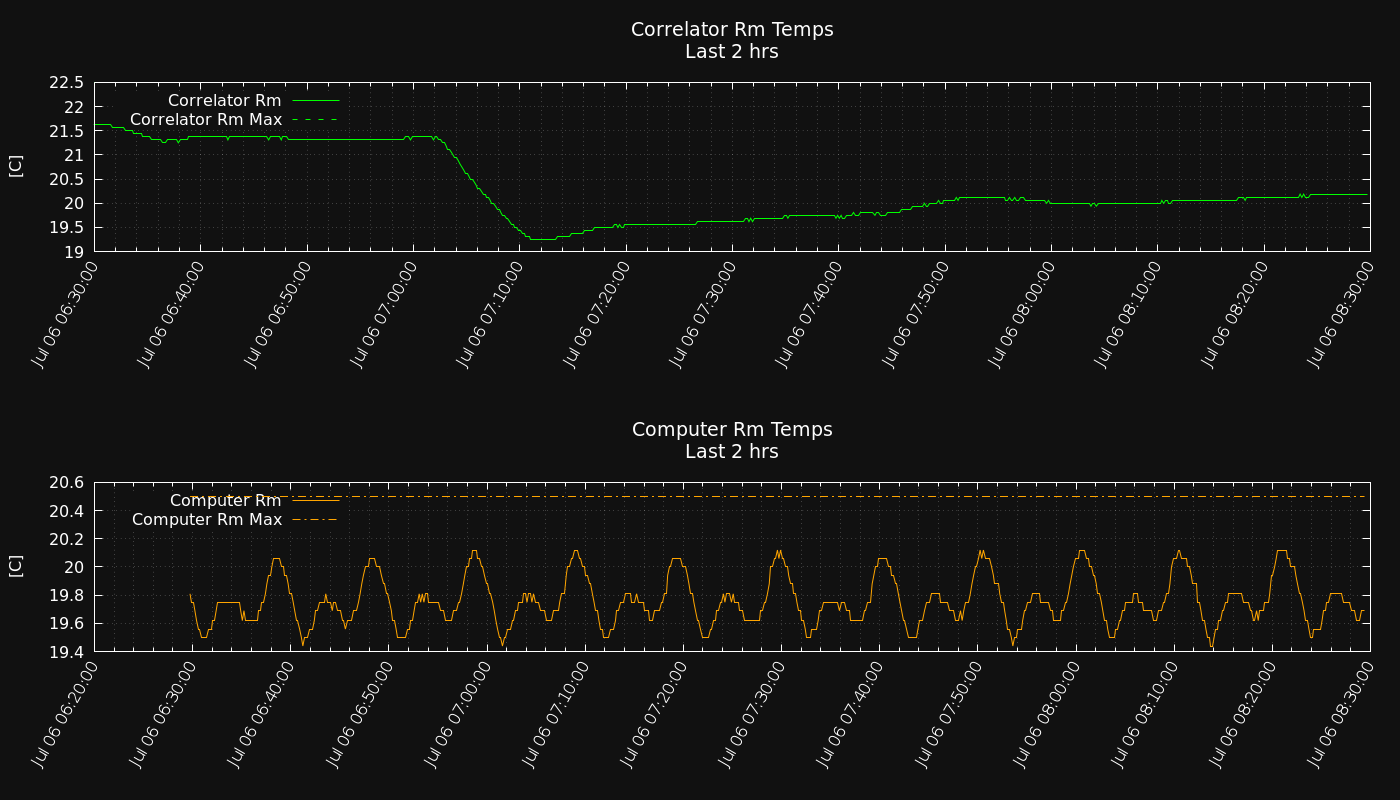 Correlator Rm Temps
Last 2 hrs
22.5
22
21.5
21
20.5
20
19.5
19
[C]
Correlator Rm
Correlator Rm Max
Jul 06 06:30:00
Jul 06 06:40:00
Jul 06 06:50:00
Jul 06 07:00:00
Jul 06 07:10:00
Jul 06 07:20:00
Jul 06 07:30:00
Jul 06 07:40:00
Jul 06 07:50:00
Jul 06 08:00:00
Jul 06 08:10:00
Jul 06 08:20:00
Jul 06 08:30:00
Computer Rm Temps
Last 2 hrs
20.6
20.4
20.2
20
19.8
19.6
19.4
[C]
Computer Rm
Computer Rm Max
Jul 06 06:20:00
Jul 06 06:30:00
Jul 06 06:40:00
Jul 06 06:50:00
Jul 06 07:00:00
Jul 06 07:10:00
Jul 06 07:20:00
Jul 06 07:30:00
Jul 06 07:40:00
Jul 06 07:50:00
Jul 06 08:00:00
Jul 06 08:10:00
Jul 06 08:20:00
Jul 06 08:30:00